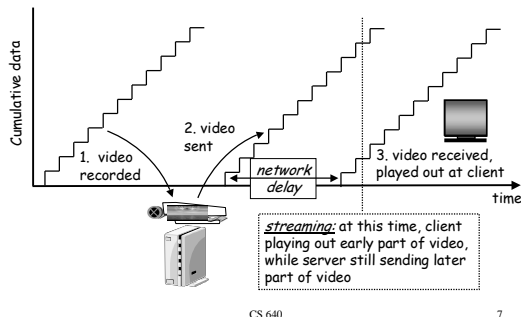 Cumulative data
1. video
recorded
2. video
sent
network
delay
3. video received,
played out at client
time
streaming: at this time, client
playing out early part of video,
while server still sending later
part of video
CS 640
7